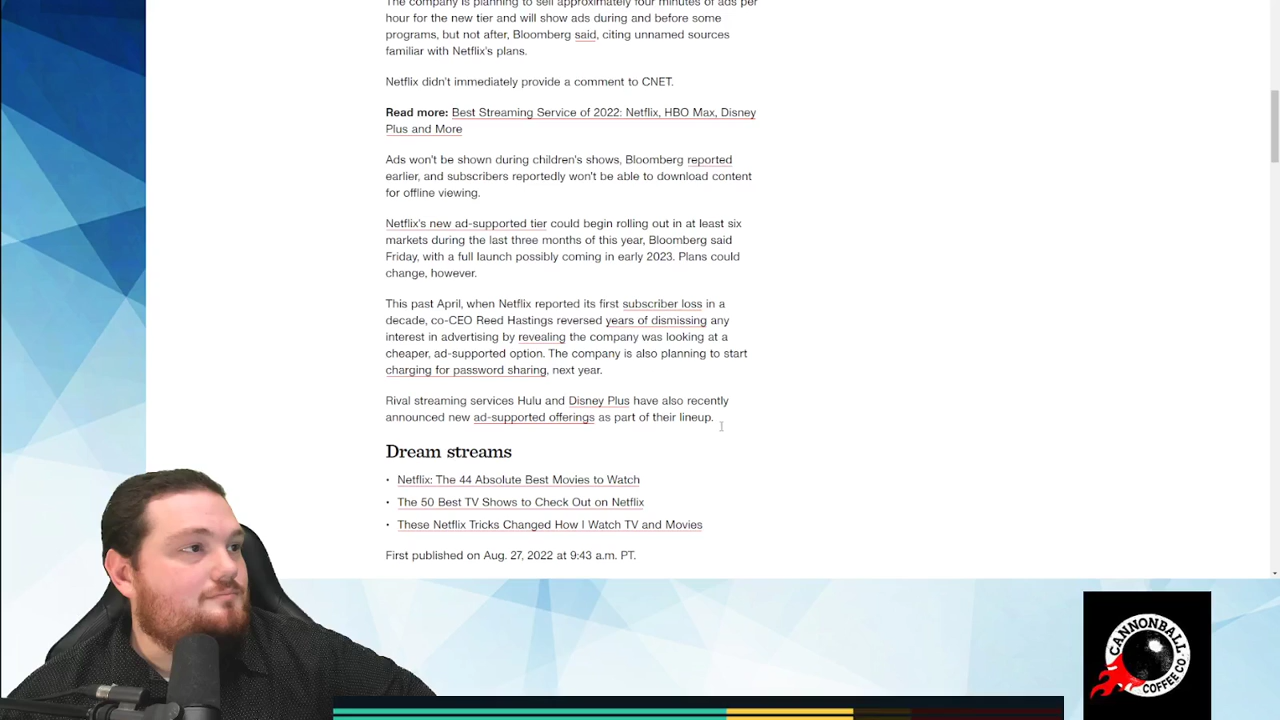 The company is planning to sell approximately four minutes of ads per
hour for the new tier and will show ads during and before some
programs, but not after, Bloomberg said, citing unnamed sources
familiar with Netflix's plans.
Netflix didn't immediately provide a comment to CNET.
Read more: Best Streaming Service of 2022: Netflix, HBO Max, Disney
Plus and More
Ads won't be shown during children's shows, Bloomberg reported
earlier, and subscribers reportedly won't be able to download content
for offline viewing.
Netflix's new ad-supported tier could begin rolling out in at least six
markets during the last three months of this year, Bloomberg said
Friday, with a full launch possibly coming in early 2023. Plans could
change, however.
This past April, when Netflix reported its first subscriber loss in a
decade, co-CEO Reed Hastings reversed years of dismissing any
interest in advertising by revealing the company was looking at a
cheaper, ad-supported option. The company is also planning to start
charging for password sharing, next year.
Rival streaming services Hulu and Disney Plus have also recently
announced new ad-supported offerings as part of their lineup.
Dream streams
• Netflix: The 44 Absolute Best Movies to Watch
• The 50 Best TV Shows to Check Out on Netflix
• These Netflix Tricks Changed How I Watch TV and Movies
First published on Aug. 27, 2022 at 9:43 a.m. PT.
CANNONBALL
COFFEE CO.